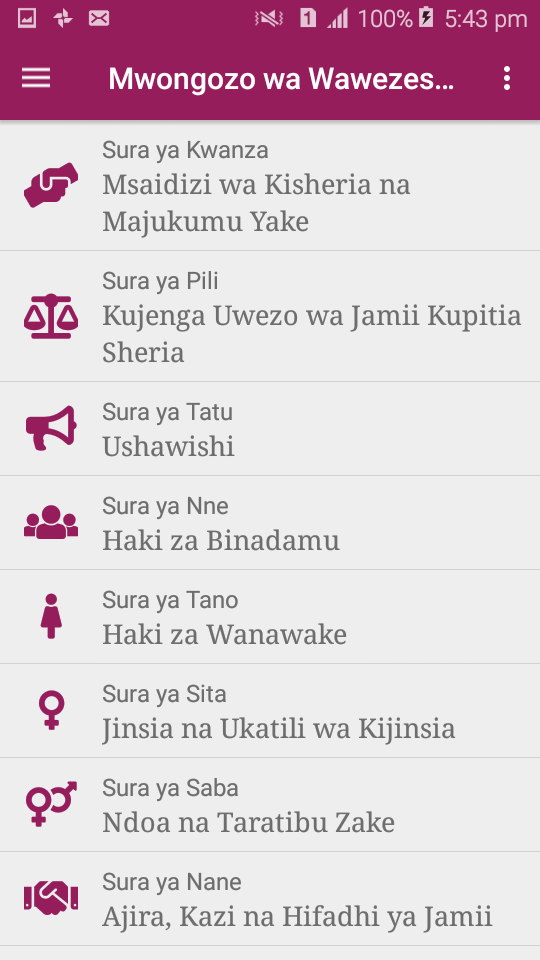 100% 5:43 pm
Mwongozo wa Wawezes...
Sura ya Kwanza
Msaidizi wa Kisheria na
Majukumu Yake
Sura ya Pili
Kujenga Uwezo wa Jamii Kupitia
Sheria
Sura ya Tatu
Ushawishi
Sura ya Nne
Haki za Binadamu
Sura ya Tano
Haki za Wanawake
Sura ya Sita
Jinsia na Ukatili wa Kijinsia
Sura ya Saba
Ndoa na Taratibu Zake
Sura ya Nane
Ajira, Kazi na Hifadhi ya Jamii